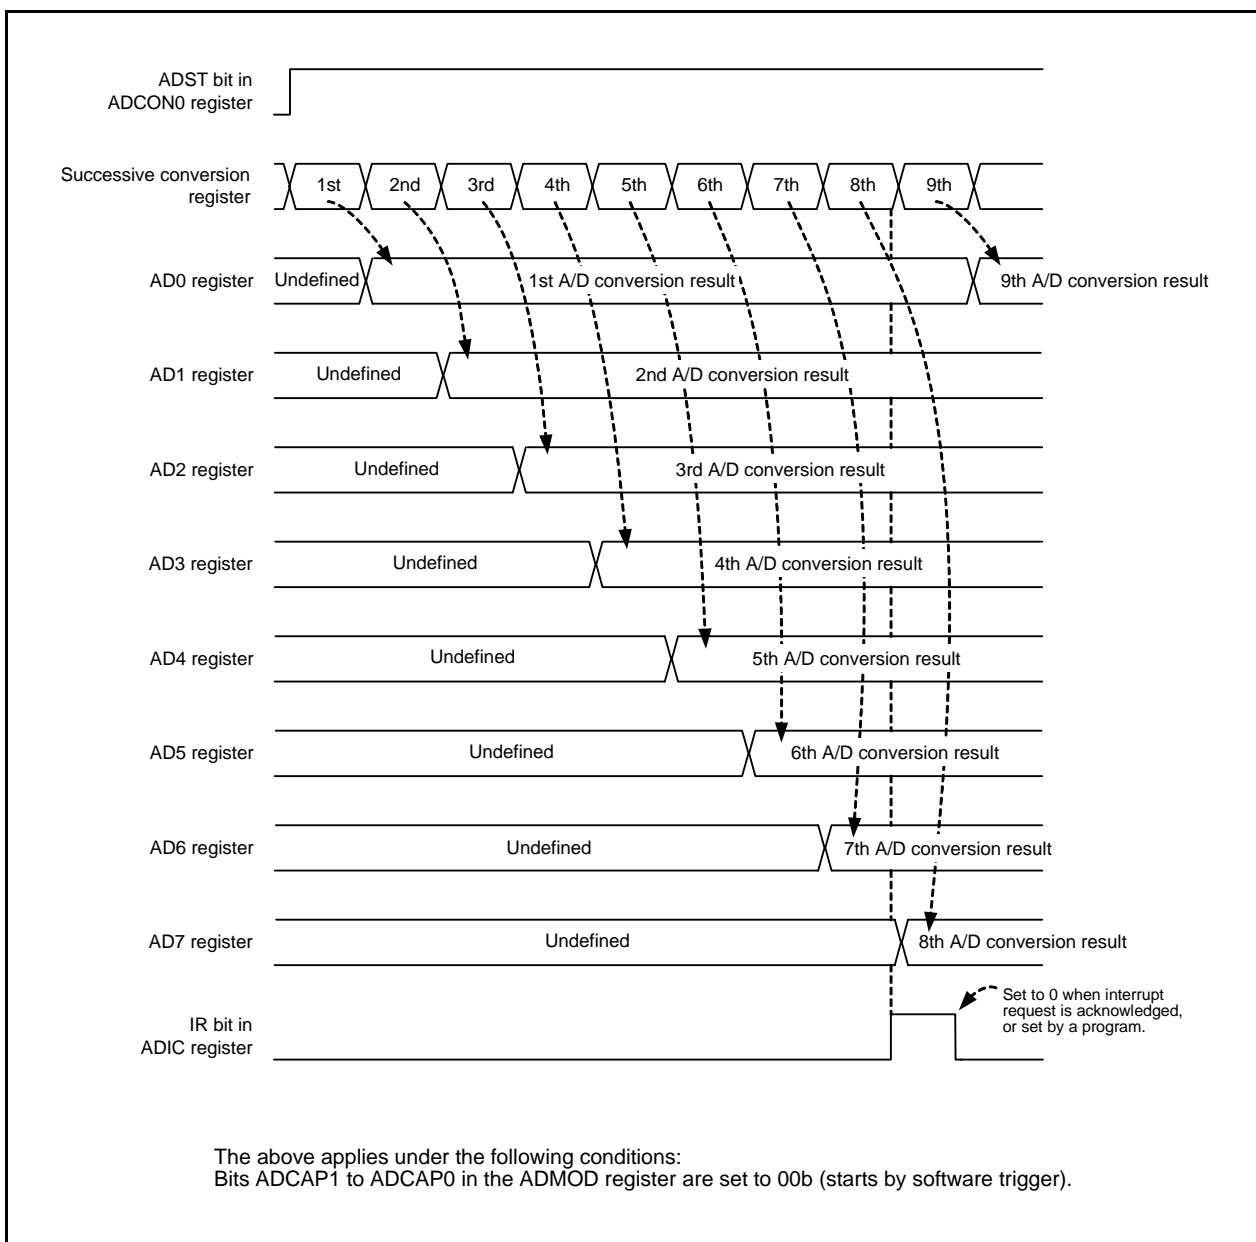 ADST bit in
ADCON0 register
Successive conversion
register
1st 2nd 3rd 4th 5th 6th 7th 8th 9th
AD0 register Undefined 1st A/D conversion result 9th A/D conversion result
AD1 register Undefined 2nd A/D conversion result
AD2 register Undefined 3rd A/D conversion result
AD3 register Undefined 4th A/D conversion result
AD4 register Undefined 5th A/D conversion result
AD5 register Undefined 6th A/D conversion result
AD6 register Undefined 7th A/D conversion result
AD7 register Undefined 8th A/D conversion result
IR bit in
ADIC register
Set to 0 when interrupt
request is acknowledged,
or set by a program.
The above applies under the following conditions:
Bits ADCAP1 to ADCAP0 in the ADMOD register are set to 00b (starts by software trigger).